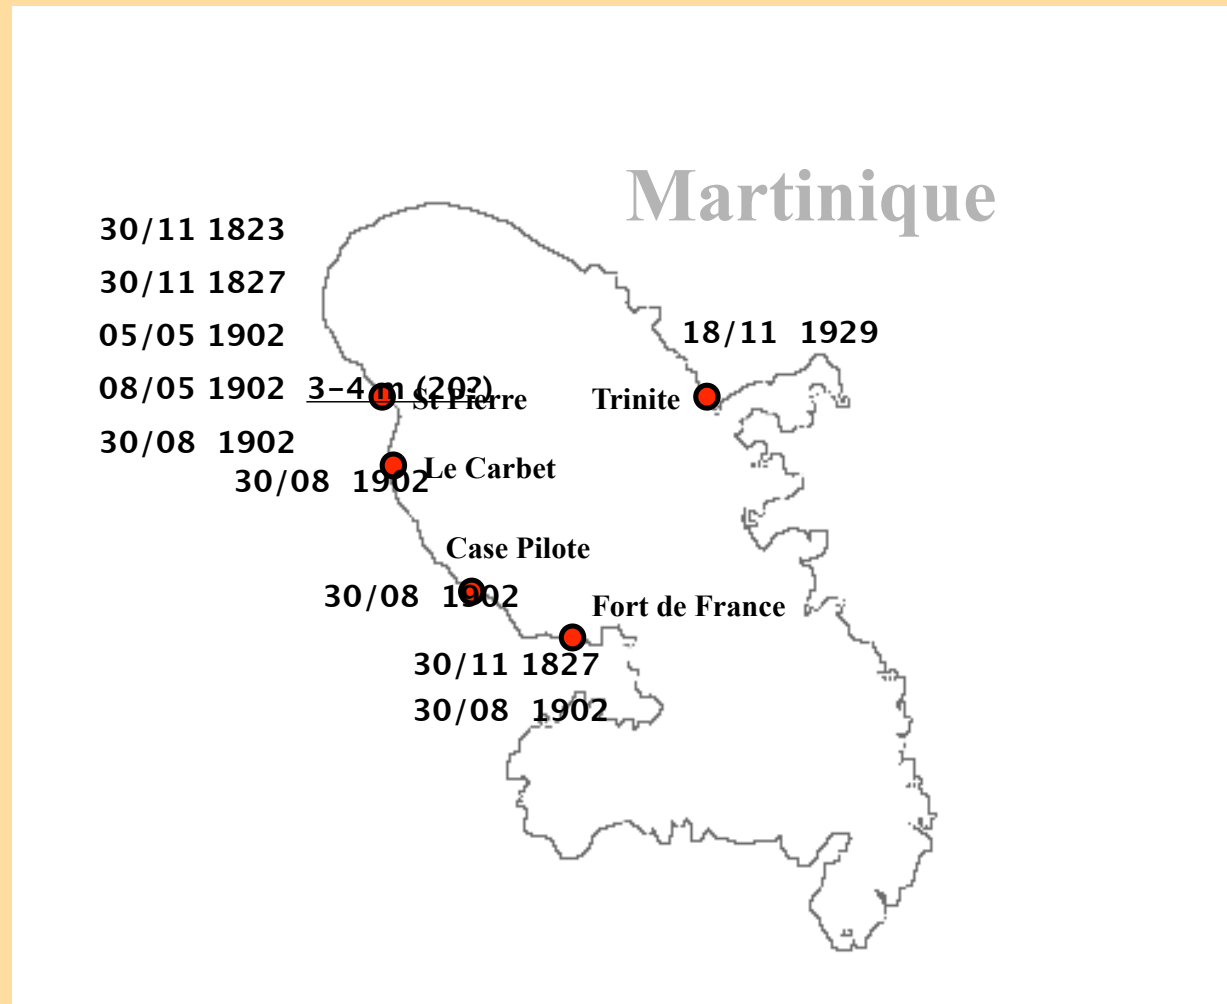 Martinique
30/11 1823
30/11 1827
05/05 1902
18/11 1929
08/05 1902 3-4 m (20?)
St Pierre
Trinite
30/08 1902
Le Carbet
30/08 1902
Case Pilote
30/08 1902
Fort de France
30/11 1827
30/08 1902